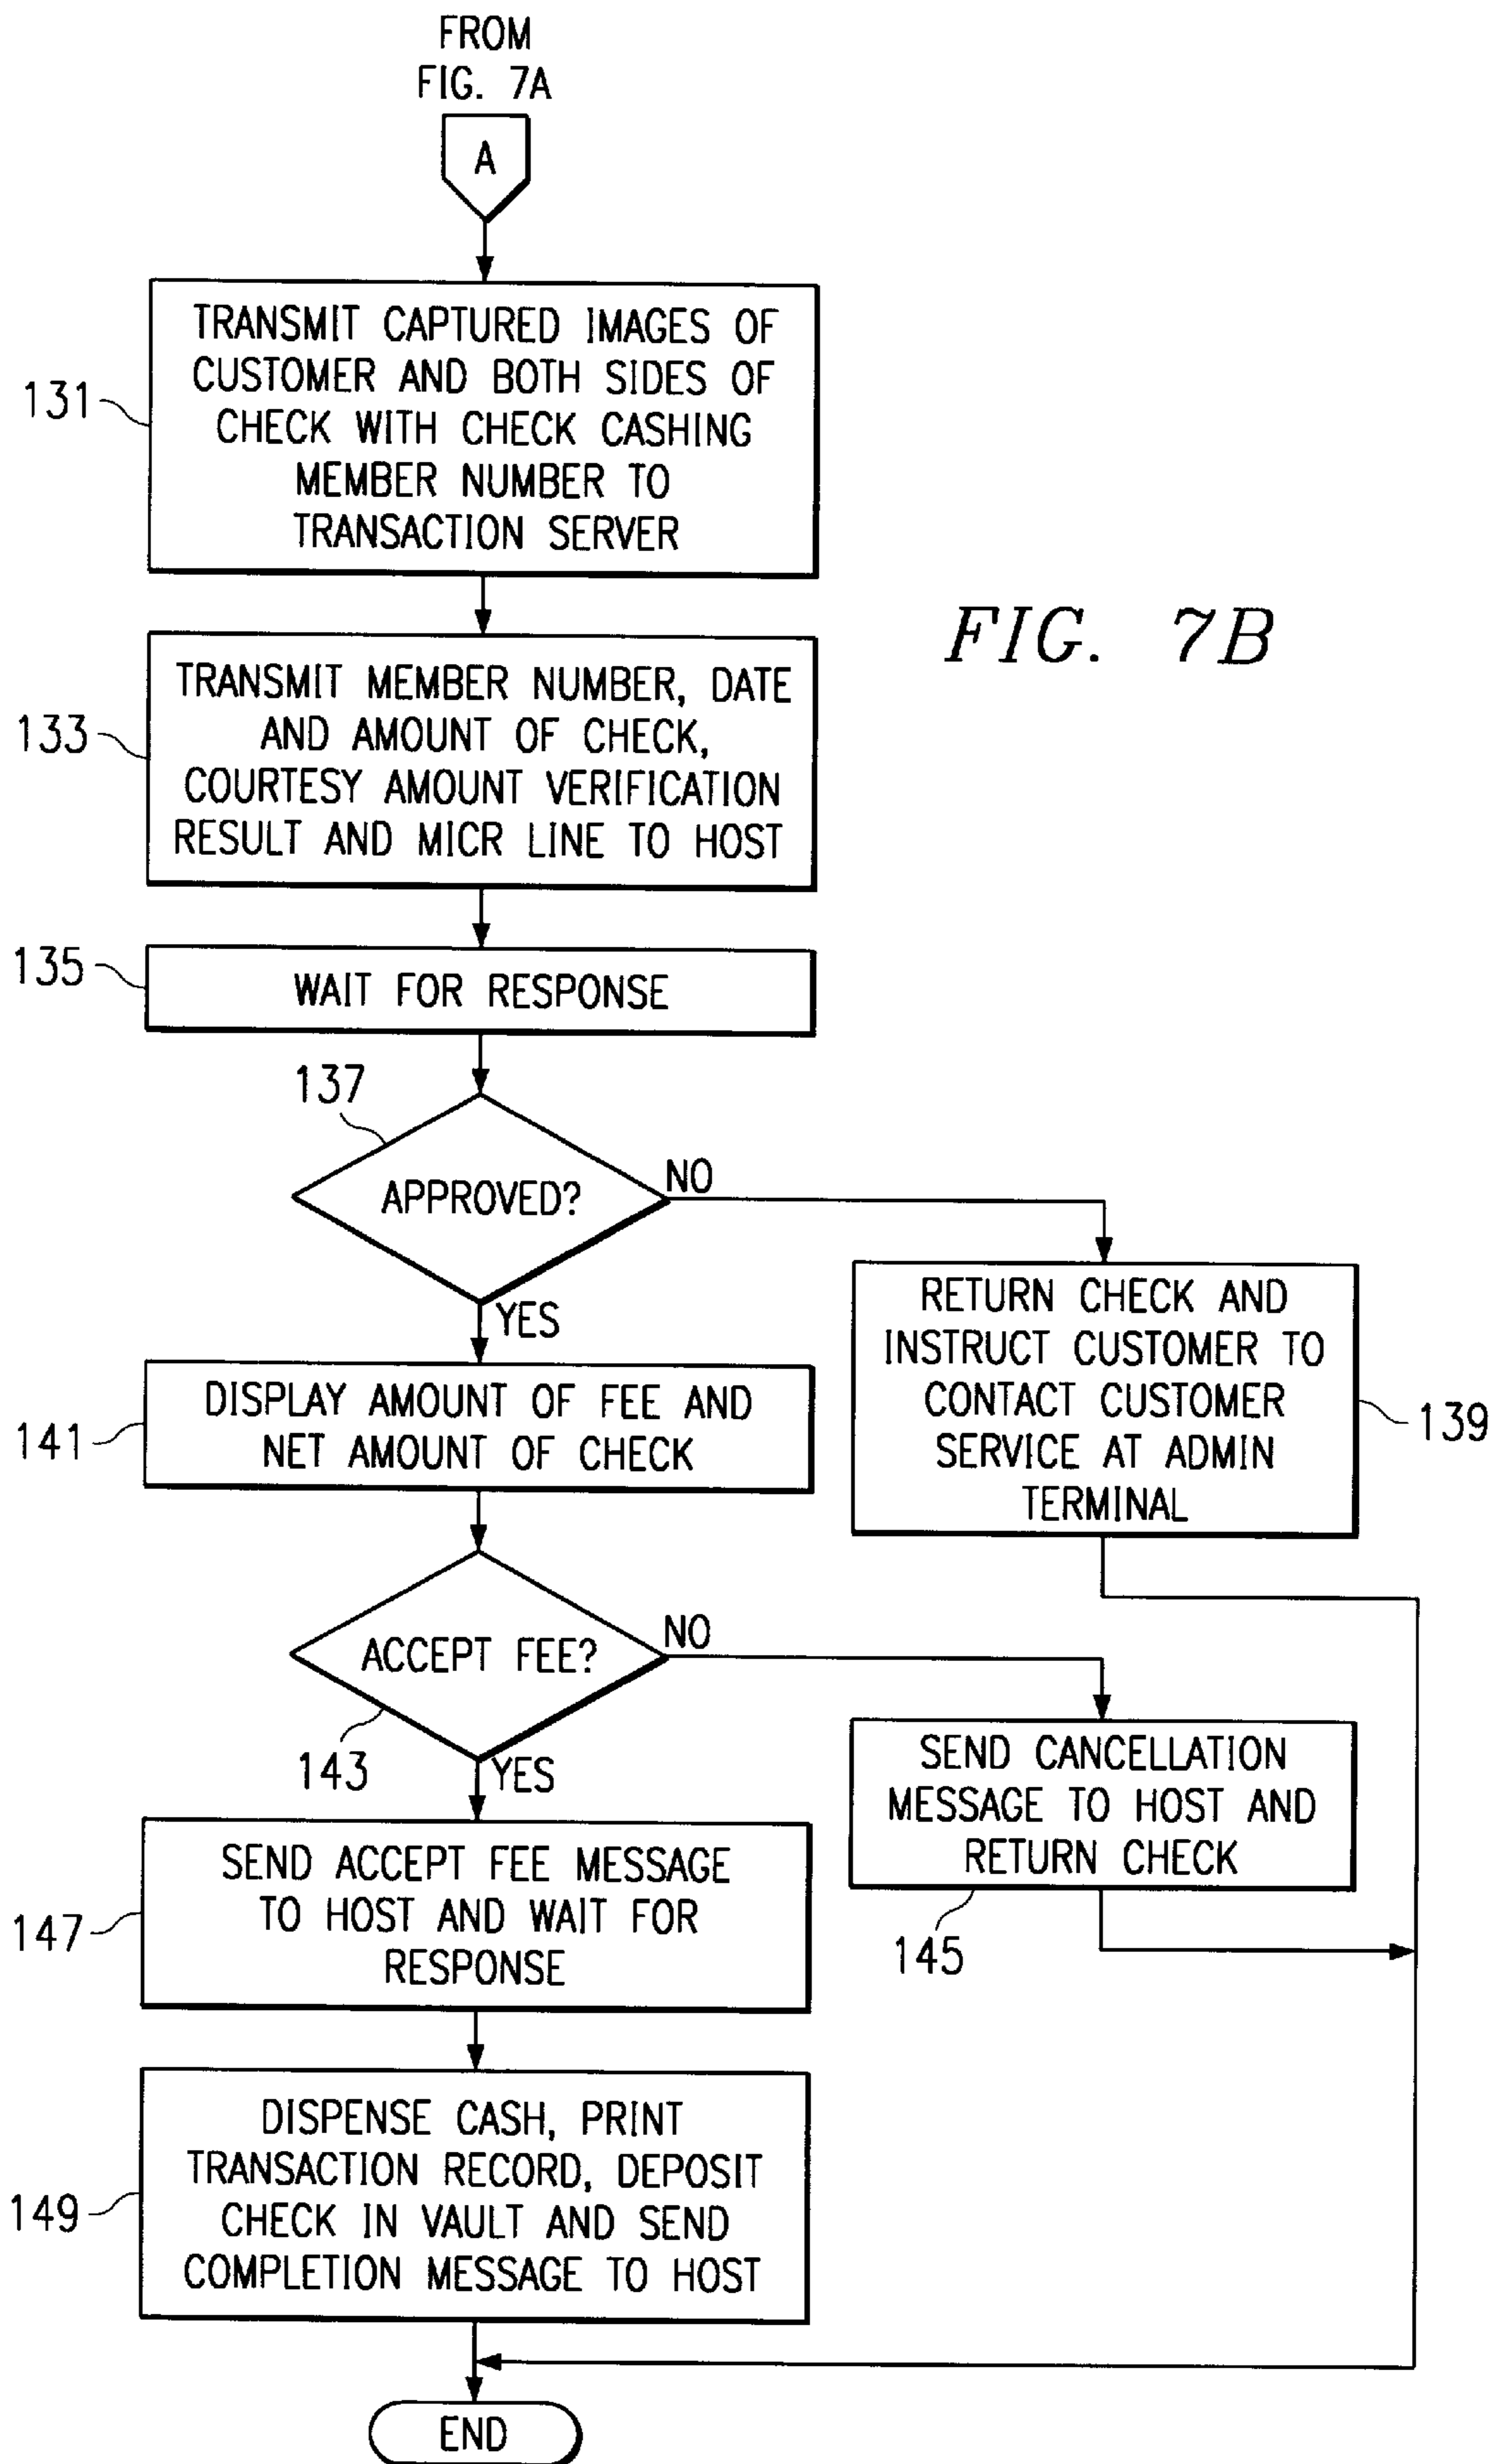 FROM
FIG. 7A
A
131
TRANSMIT CAPTURED IMAGES OF
CUSTOMER AND BOTH SIDES OF
CHECK WITH CHECK CASHING
MEMBER NUMBER TO
TRANSACTION SERVER
FIG. 7B
133
TRANSMIT MEMBER NUMBER, DATE
AND AMOUNT OF CHECK,
COURTESY AMOUNT VERIFICATION
RESULT AND MICR LINE TO HOST
135
WAIT FOR RESPONSE
137
APPROVED?
NO
YES
RETURN CHECK AND
INSTRUCT CUSTOMER TO
CONTACT CUSTOMER
SERVICE AT ADMIN
TERMINAL
139
141
DISPLAY AMOUNT OF FEE AND
NET AMOUNT OF CHECK
ACCEPT FEE?
NO
143
YES
SEND CANCELLATION
MESSAGE TO HOST AND
RETURN CHECK
145
147
SEND ACCEPT FEE MESSAGE
TO HOST AND WAIT FOR
RESPONSE
149
DISPENSE CASH, PRINT
TRANSACTION RECORD, DEPOSIT
CHECK IN VAULT AND SEND
COMPLETION MESSAGE TO HOST
END